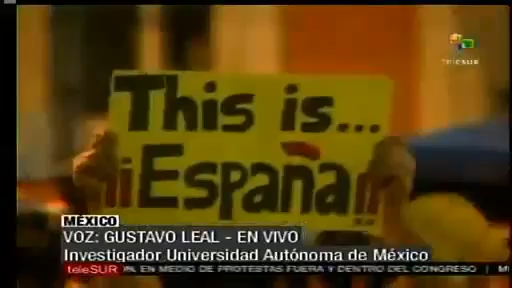 teleSUR
This is...
¡¡España!!
MÉXICO
VOZ: GUSTAVO LEAL - EN VIVO
Investigador Universidad Autónoma de México
teleSUR PA EN MEDIO DE PROTESTAS FUERA Y DENTRO DEL CONGRESO | M